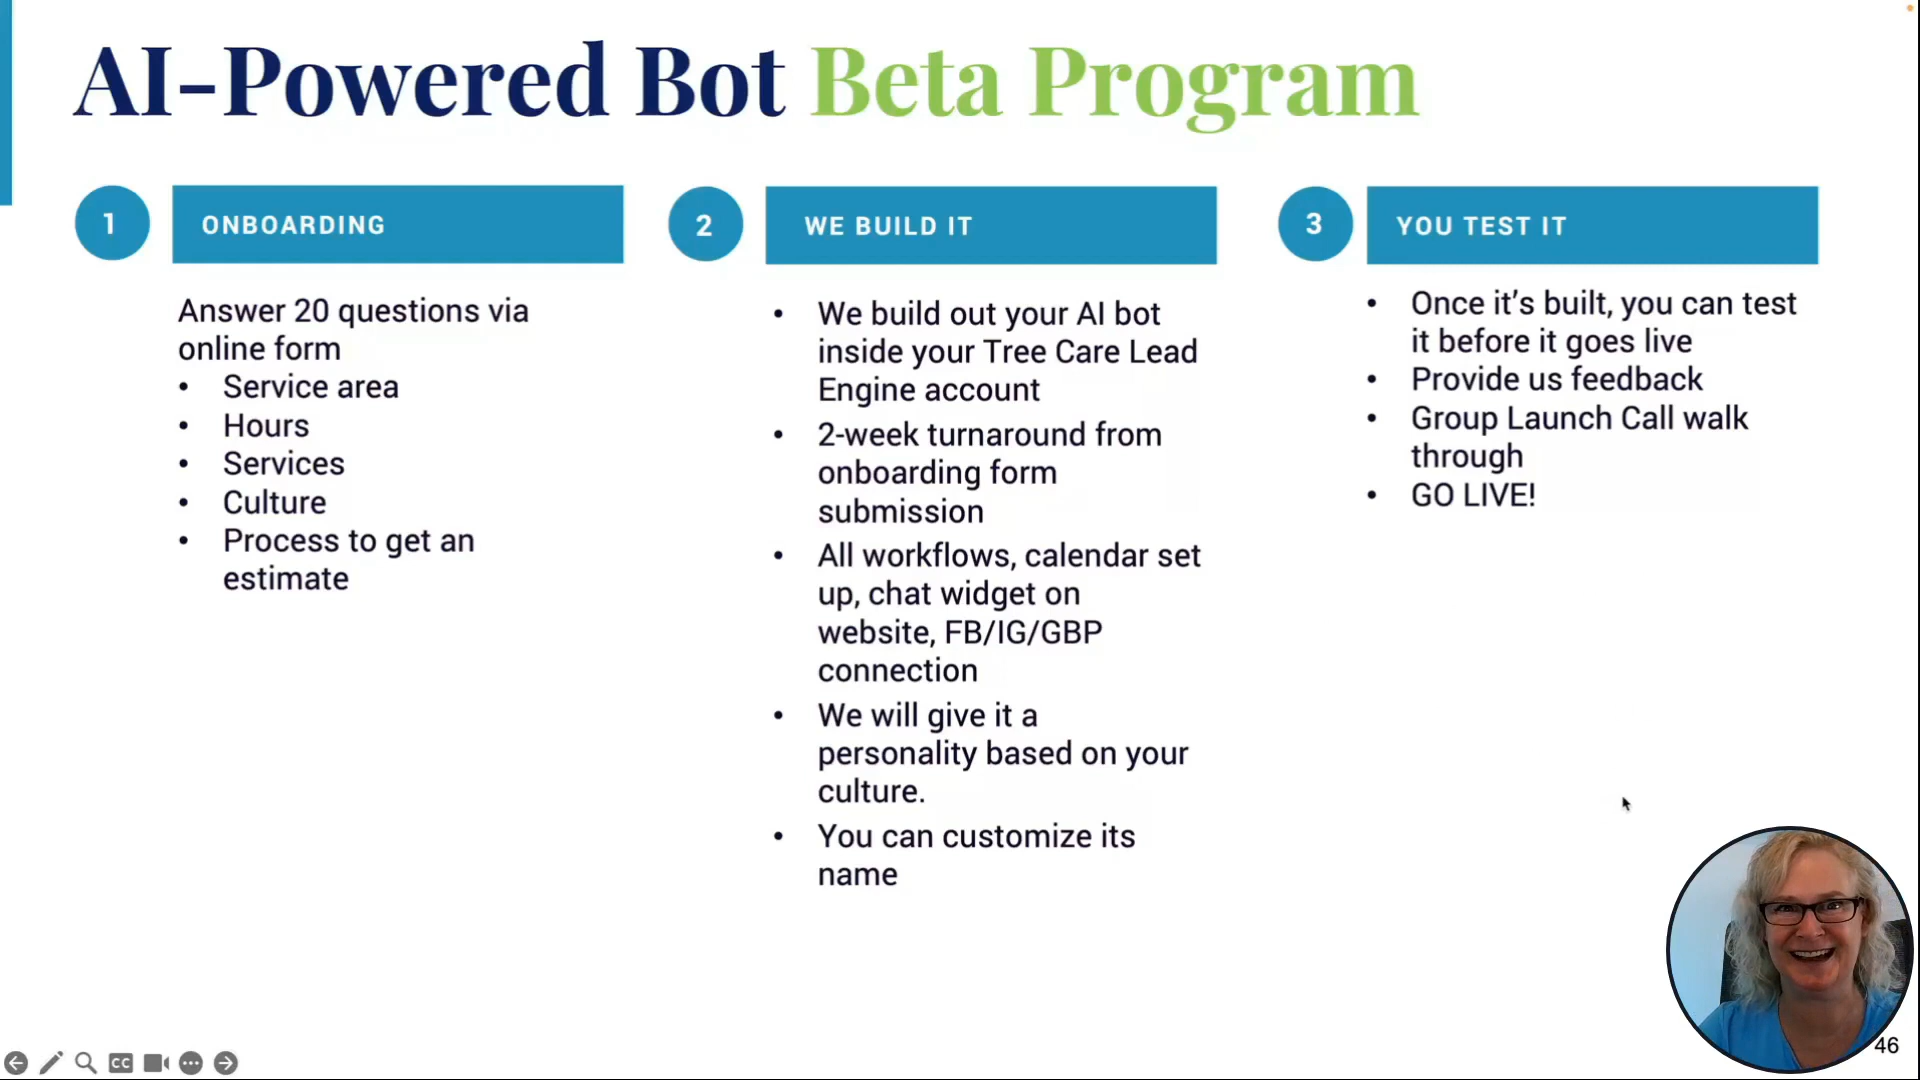 AI-Powered Bot Beta Program
1
ONBOARDING
Answer 20 questions via
online form
• Service area
• Hours
• Services
• Culture
• Process to get an
estimate
2
WE BUILD IT
• We build out your AI bot
inside your Tree Care Lead
Engine account
• 2-week turnaround from
onboarding form
submission
• All workflows, calendar set
up, chat widget on
website, FB/IG/GBP
connection
• We will give it a
personality based on your
culture.
• You can customize its
name
3
YOU TEST IT
• Once it’s built, you can test
it before it goes live
• Provide us feedback
• Group Launch Call walk
through
• GO LIVE!
CC
46